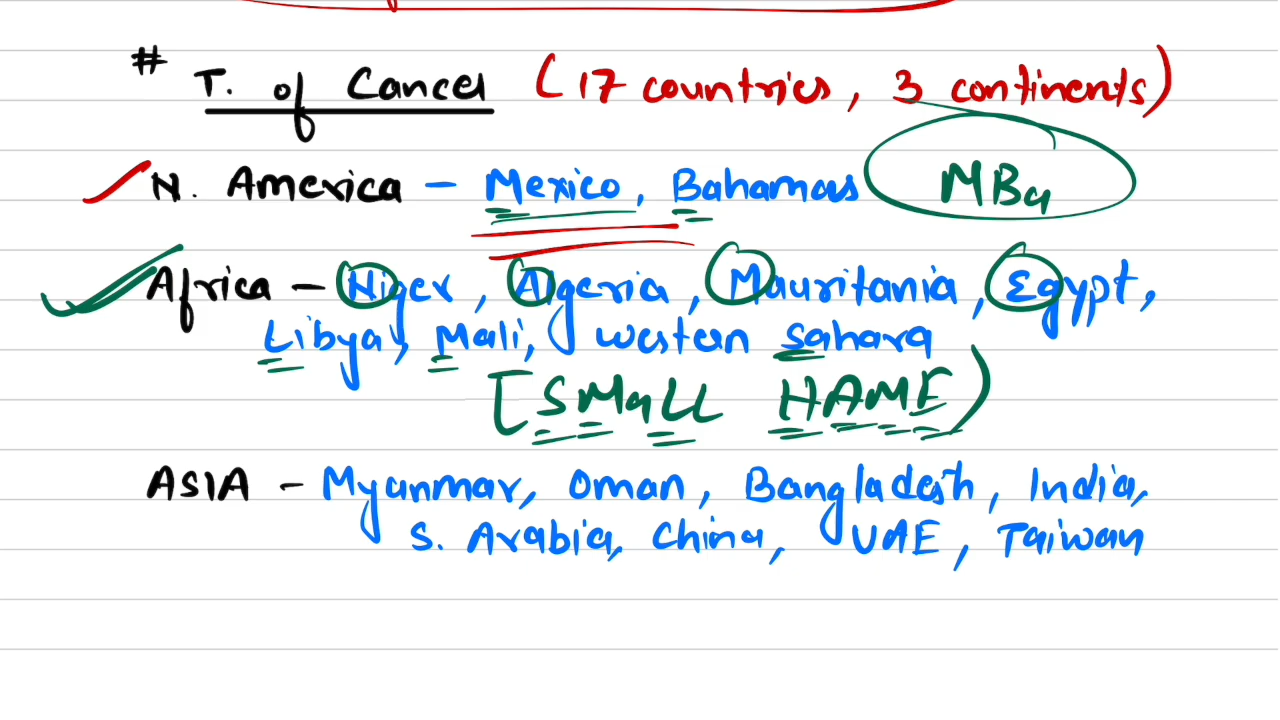 # T. of Cancel (17 countries, 3 continents)
N. America - Mexico, Bahamas MBa
Africa - Niger, Algeria, Mauritania, Egypt,
Libya, Mali, western sahara
[SMaLL HAME)
ASIA - Myanmar, Oman, Bangladesh, India,
S. Arabia, China, UAE, Taiwan